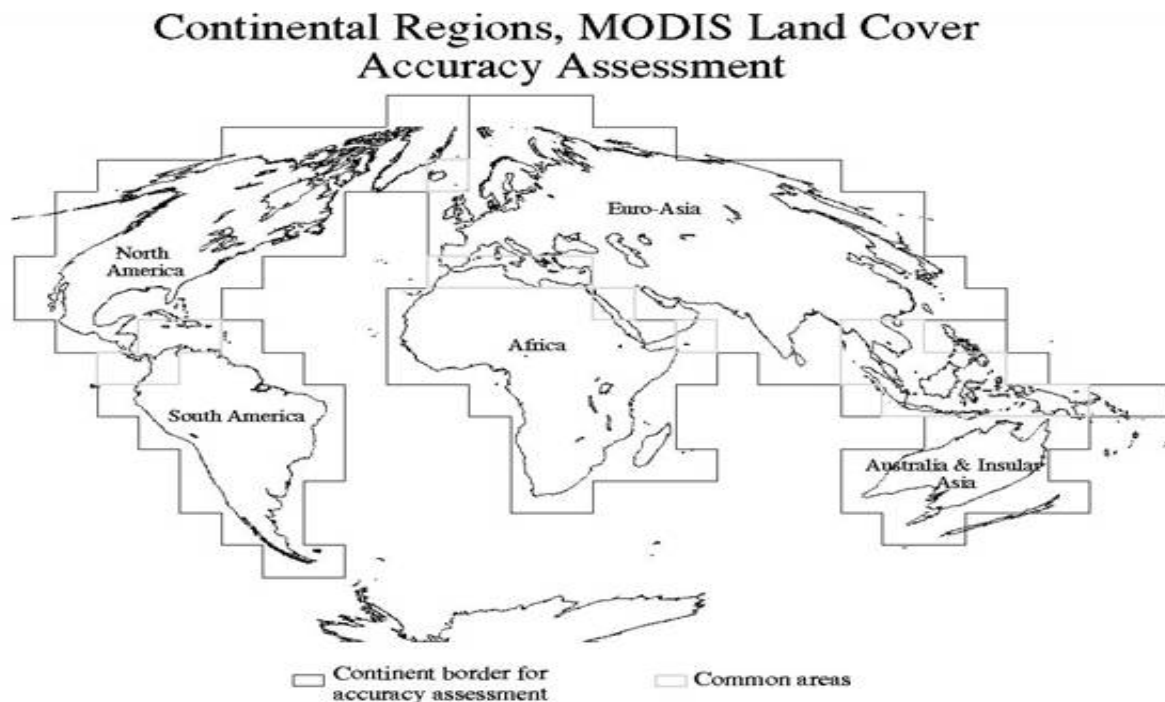 Continental Regions, MODIS Land Cover
Accuracy Assessment
Euro-Asia
North
America
Africa
South America
Australia & Insular
Asia
Continent border for
accuracy assessment
Common areas